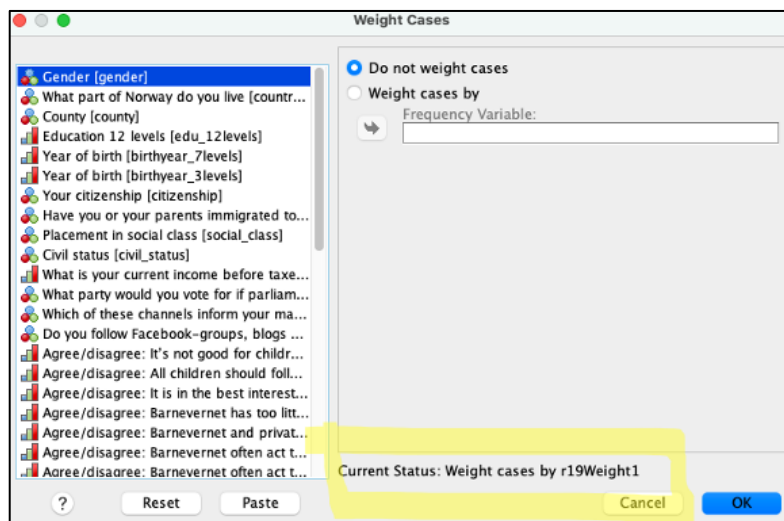 Weight Cases
Gender [gender]
What part of Norway do you live [countr...
County [county]
Education 12 levels [edu_12levels]
Year of birth [birthyear_7levels]
Year of birth [birthyear_3levels]
Your citizenship [citizenship]
Have you or your parents immigrated to...
Placement in social class [social_class]
Civil status [civil_status]
What is your current income before taxe...
What party would you vote for if parliam...
Which of these channels inform your ma...
Do you follow Facebook-groups, blogs ...
Agree/disagree: It's not good for childr...
Agree/disagree: All children should foll...
Agree/disagree: It is in the best interest...
Agree/disagree: Barnevernet has too litt...
Agree/disagree: Barnevernet and privat...
Agree/disagree: Barnevernet often act t...
Agree/disagree: Barnevernet often act t...
Do not weight cases
Weight cases by
Frequency Variable:
Current Status: Weight cases by r19Weight1
? Reset Paste Cancel OK